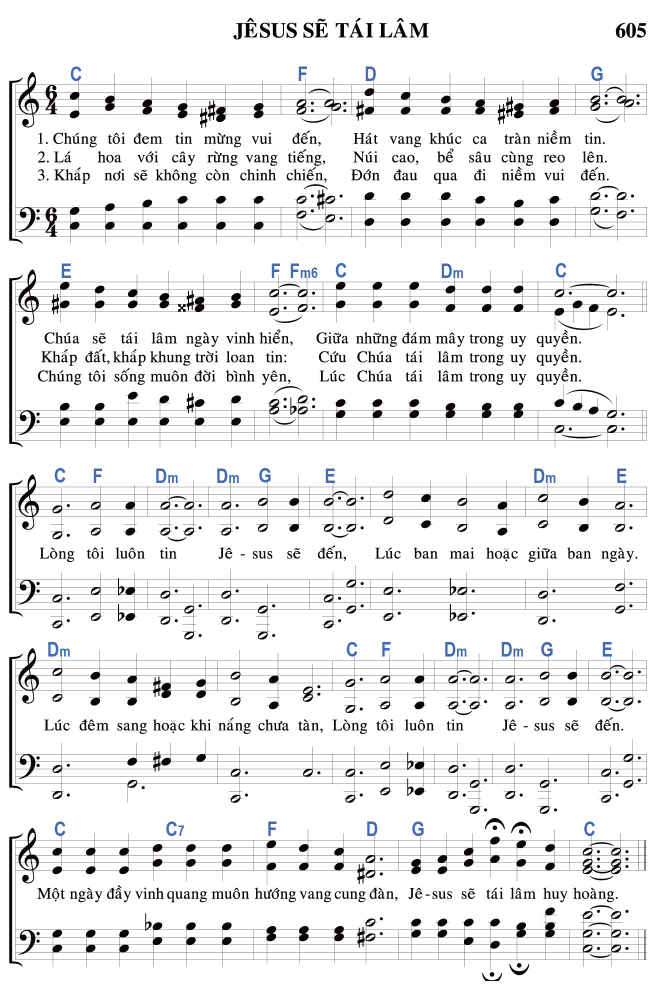 JÊSUS SẼ TÁI LÂM 605
C F D G
1. Chúng tôi đem tin mừng vui đến, Hát vang khúc ca tràn niềm tin.
2. Lá hoa với cây rừng vang tiếng, Núi cao, bể sâu cùng reo lên.
3. Khắp nơi sẽ không còn chinh chiến, Đớn đau qua đi niềm vui đến.
E F Fm6 C Dm C
Chúa sẽ tái lâm ngày vinh hiển, Giữa những đám mây trong uy quyền.
Khắp đất, khắp khung trời loan tin: Cứu Chúa tái lâm trong uy quyền.
Chúng tôi sống muôn đời bình yên, Lúc Chúa tái lâm trong uy quyền.
C F Dm Dm G E Dm E
Lòng tôi luôn tin Jê - sus sẽ đến, Lúc ban mai hoặc giữa ban ngày.
Dm C F Dm Dm G E
Lúc đêm sang hoặc khi nắng chưa tàn, Lòng tôi luôn tin Jê - sus sẽ đến.
C C7 F D G C
Một ngày đầy vinh quang muôn hướng vang cung đàn, Jê - sus sẽ tái lâm huy hoàng.